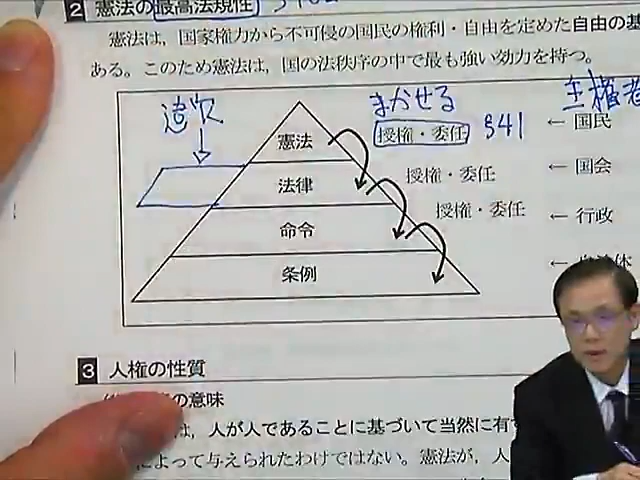 2 憲法の最高法規性
憲法は，国家権力から不可侵の国民の権利・自由を定めた自由の基
ある。このため憲法は，国の法秩序の中で最も強い効力を持つ。
違反
まかせる
主権者
憲法
授権・委任
§41
← 国民
法律
授権・委任
← 国会
命令
授権・委任
← 行政
条例
←
体
3 人権の性質
の意味
は，人が人であることに基づいて当然に有
によって与えられたわけではない。憲法が，人